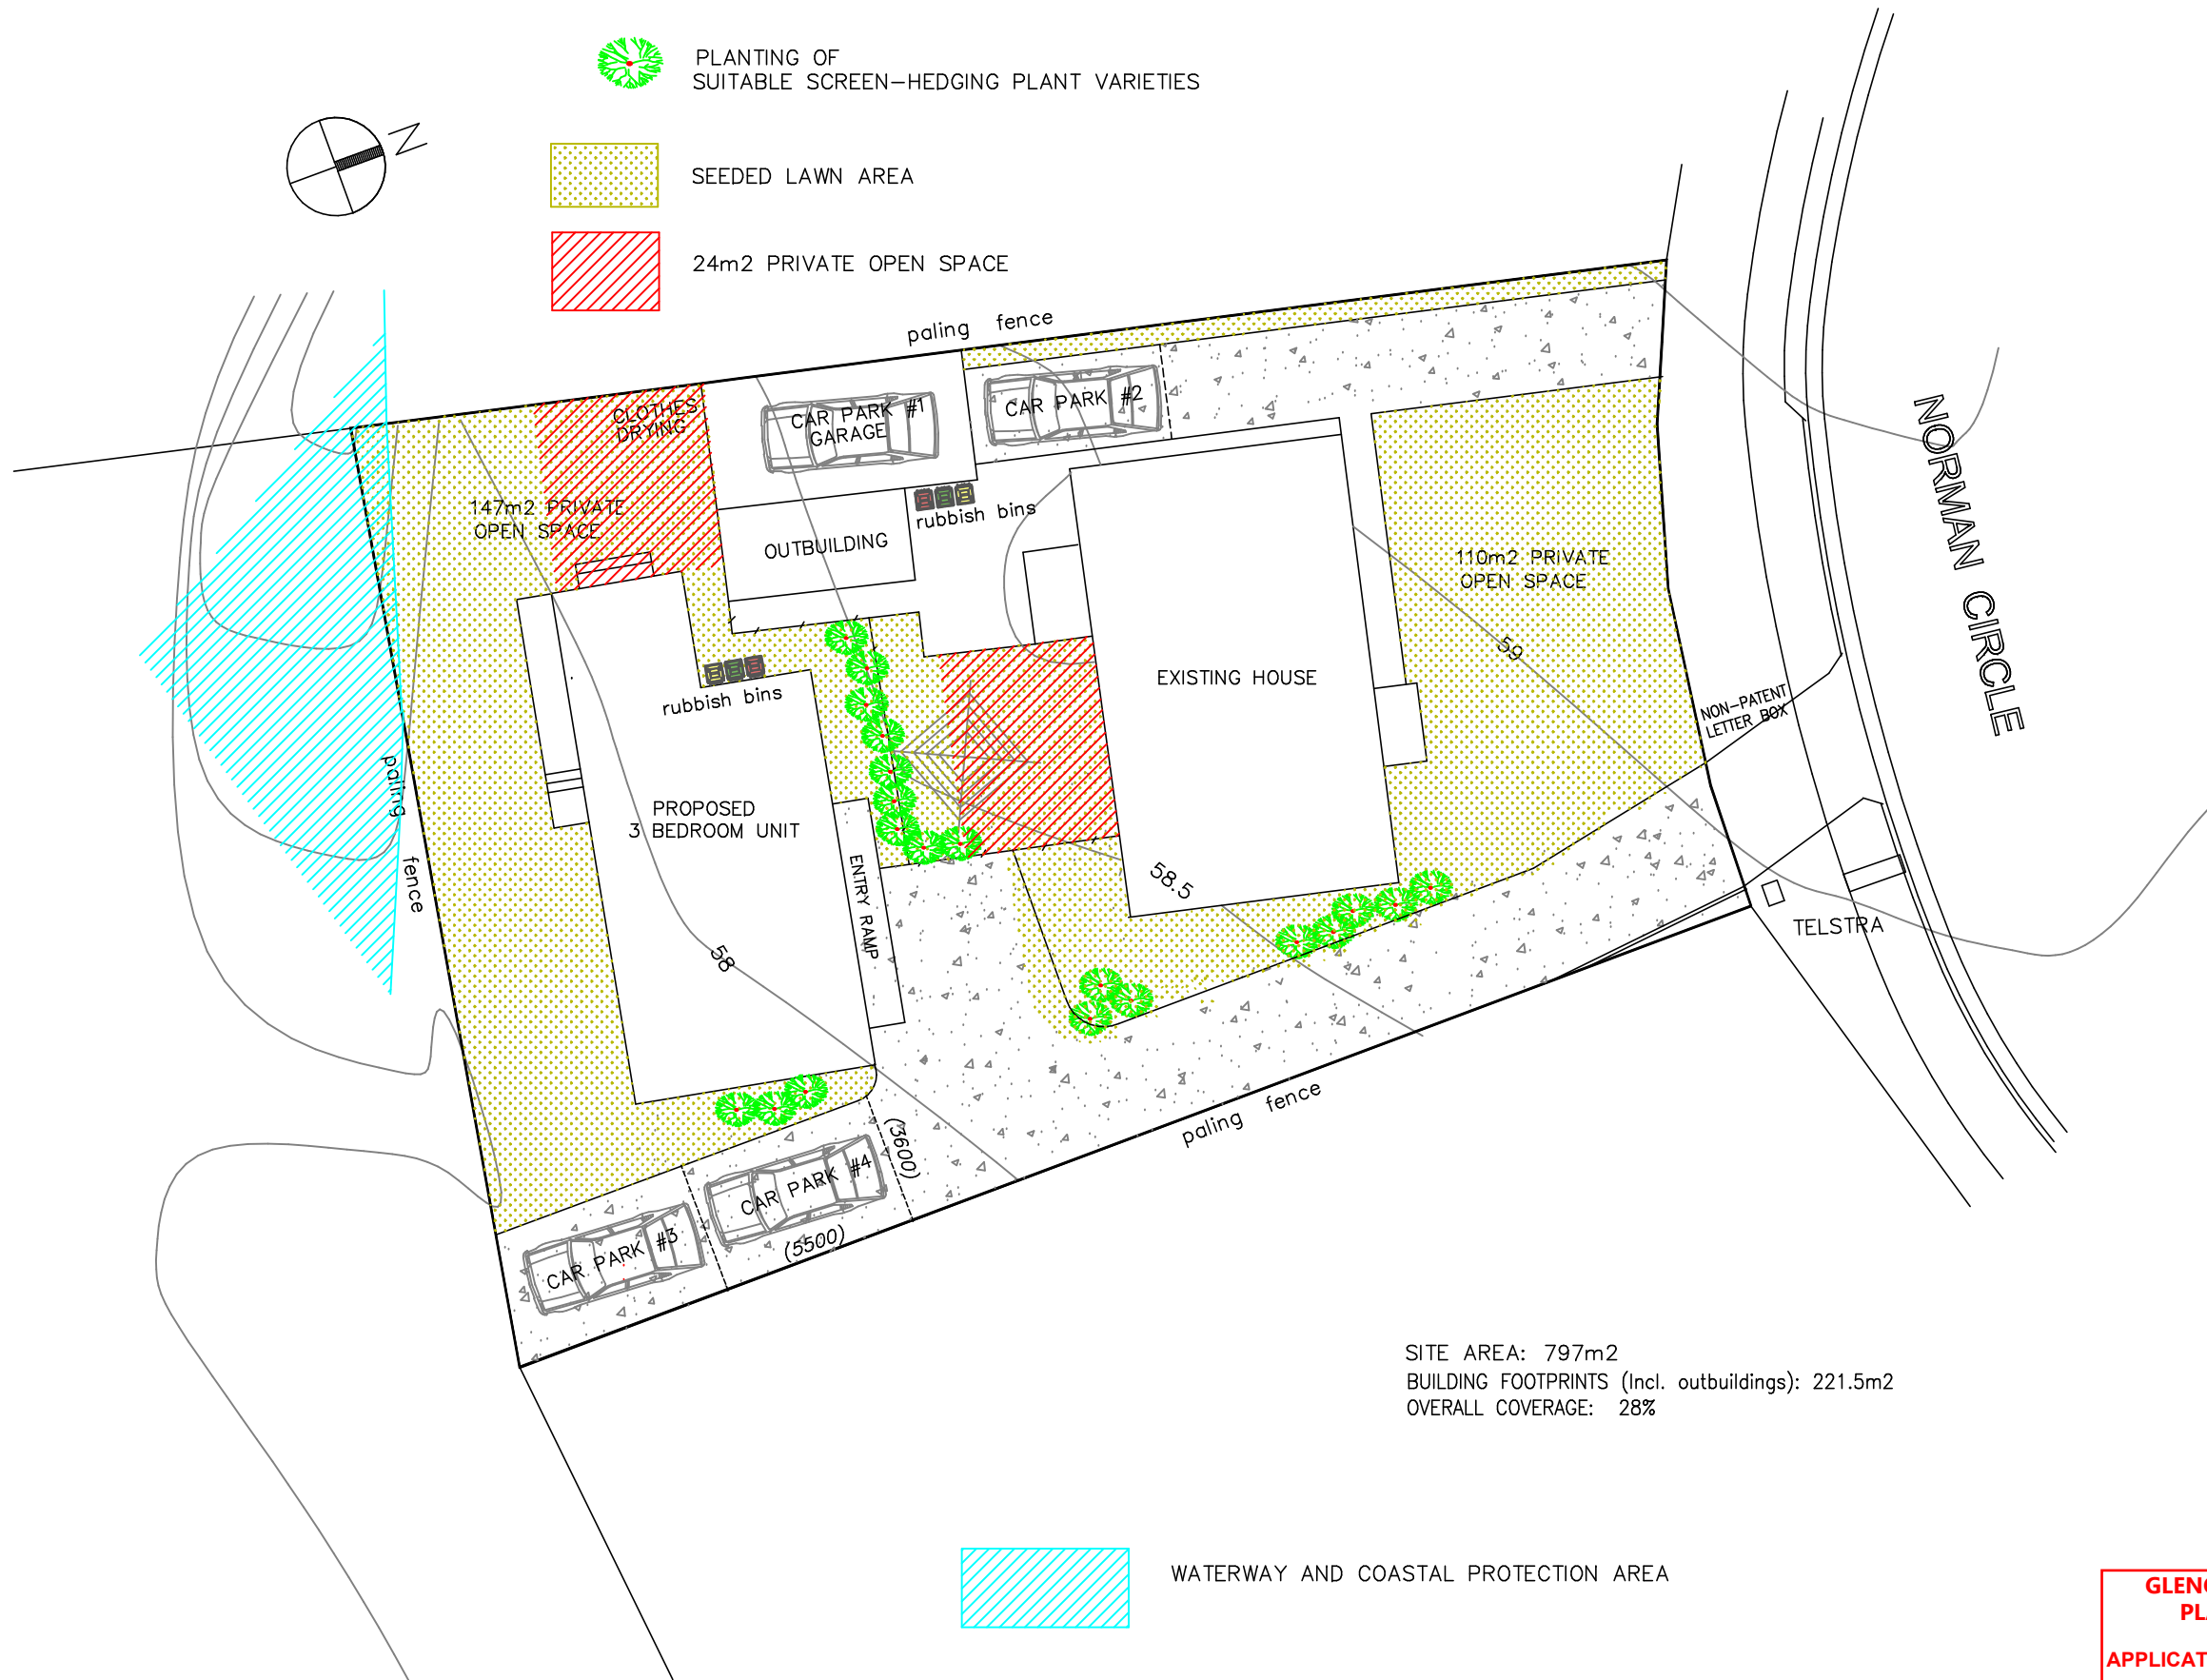 PLANTING OF
SUITABLE SCREEN-HEDGING PLANT VARIETIES
N
SEEDED LAWN AREA
24m2 PRIVATE OPEN SPACE
paling fence
CLOTHES
DRYING
CAR PARK #1
GARAGE
CAR PARK #2
NORMAN CIRCLE
147m2 PRIVATE
OPEN SPACE
rubbish bins
OUTBUILDING
110m2 PRIVATE
OPEN SPACE
59
EXISTING HOUSE
rubbish bins
NON-PATENT
LETTER BOX
paling fence
PROPOSED
3 BEDROOM UNIT
ENTRY RAMP
58.5
58
TELSTRA
paling fence
(3600)
CAR PARK #4
(5500)
CAR PARK #3
SITE AREA: 797m2
BUILDING FOOTPRINTS (Incl. outbuildings): 221.5m2
OVERALL COVERAGE: 28%
WATERWAY AND COASTAL PROTECTION AREA